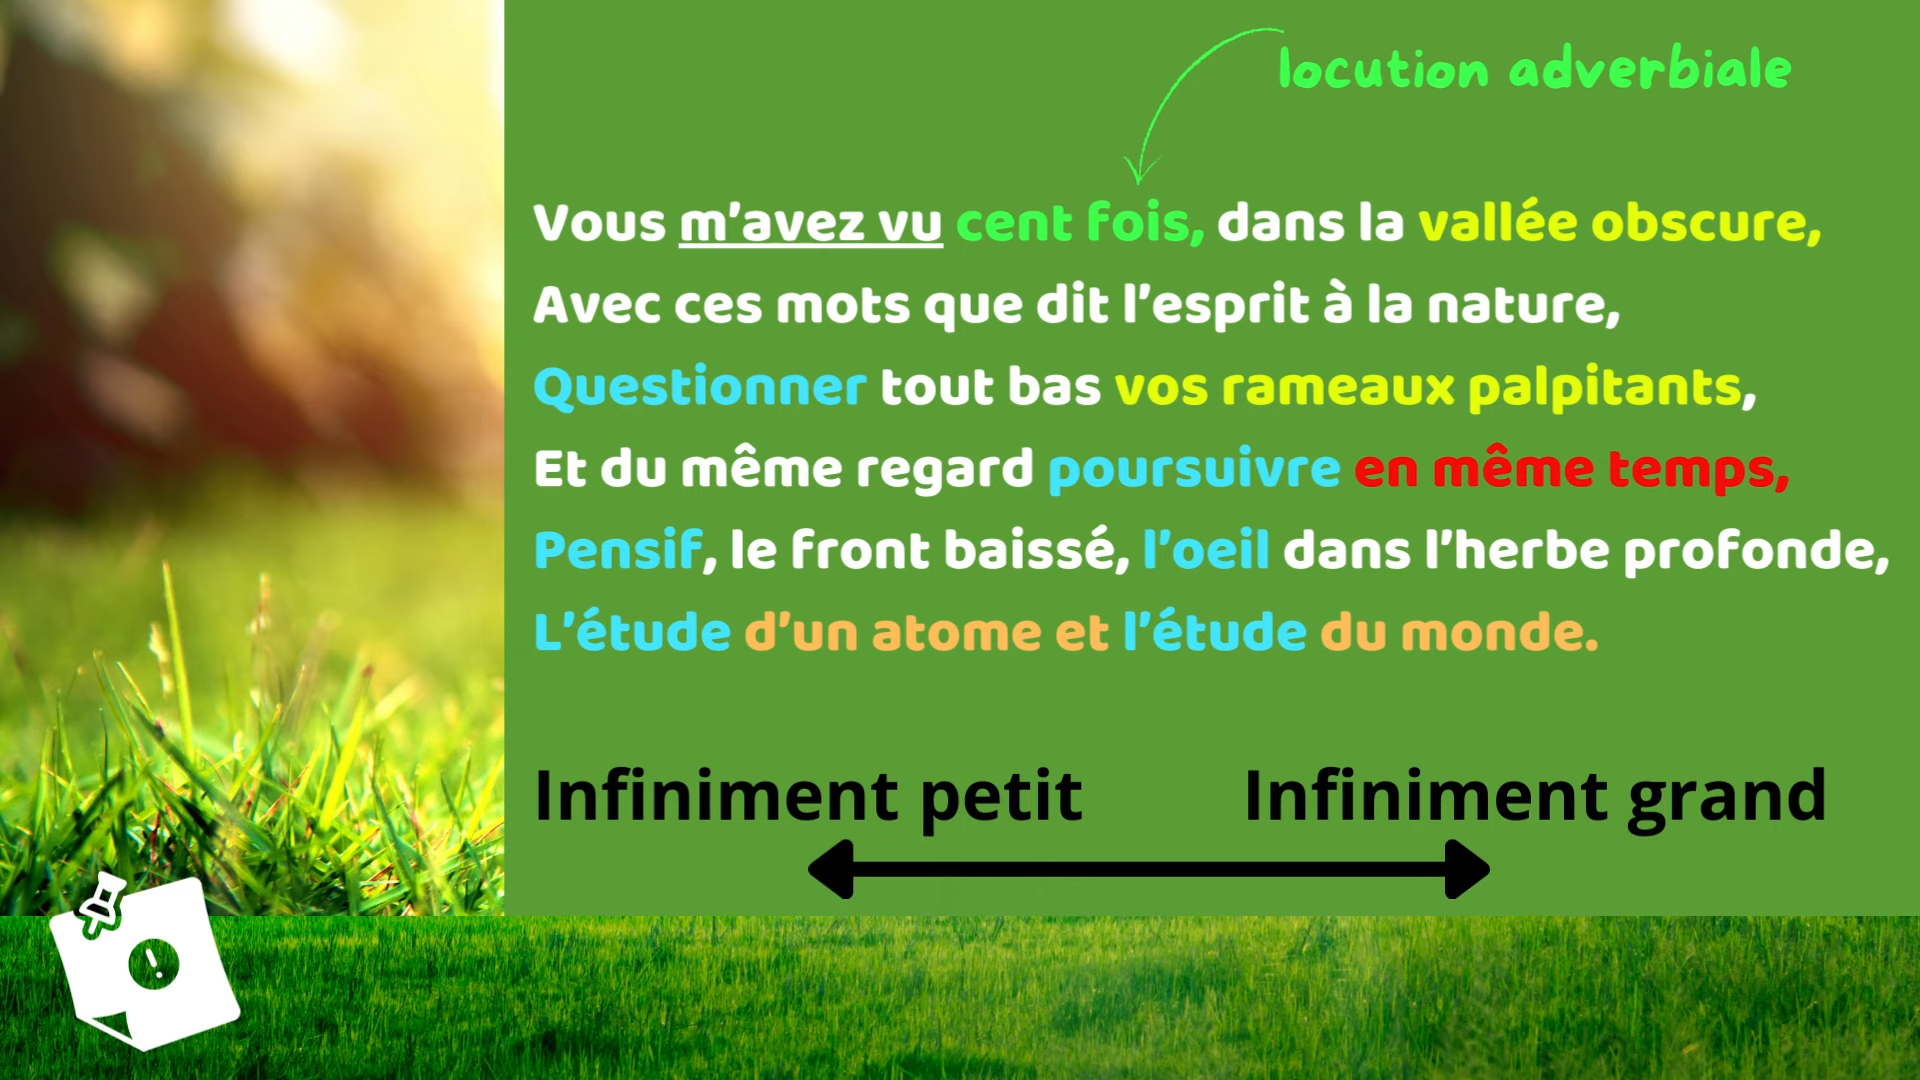 locution adverbiale
Vous m'avez vu cent fois, dans la vallée obscure,
Avec ces mots que dit l'esprit à la nature,
Questionner tout bas vos rameaux palpitants,
Et du même regard poursuivre en même temps,
Pensif, le front baissé, l'oeil dans l'herbe profonde,
L'étude d'un atome et l'étude du monde.
Infiniment petit Infiniment grand
!